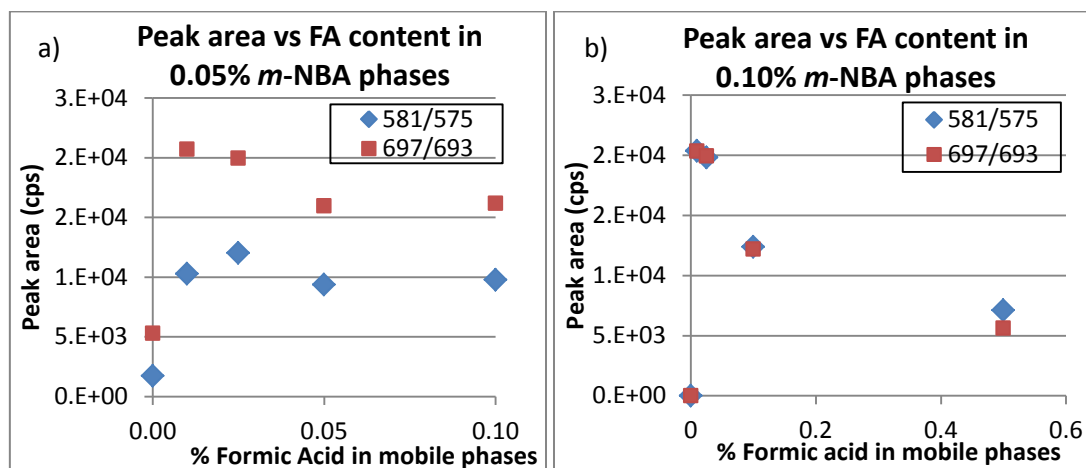 a)
Peak area vs FA content in
0.05% m-NBA phases
3.E+04
2.E+04
2.E+04
1.E+04
5.E+03
0.E+00
Peak area (cps)
581/575
697/693
0.00
0.05
0.10
% Formic Acid in mobile phases
b)
Peak area vs FA content in
0.10% m-NBA phases
3.E+04
2.E+04
2.E+04
1.E+04
5.E+03
0.E+00
Peak area (cps)
581/575
697/693
0
0.2
0.4
0.6
% Formic Acid in mobile phases